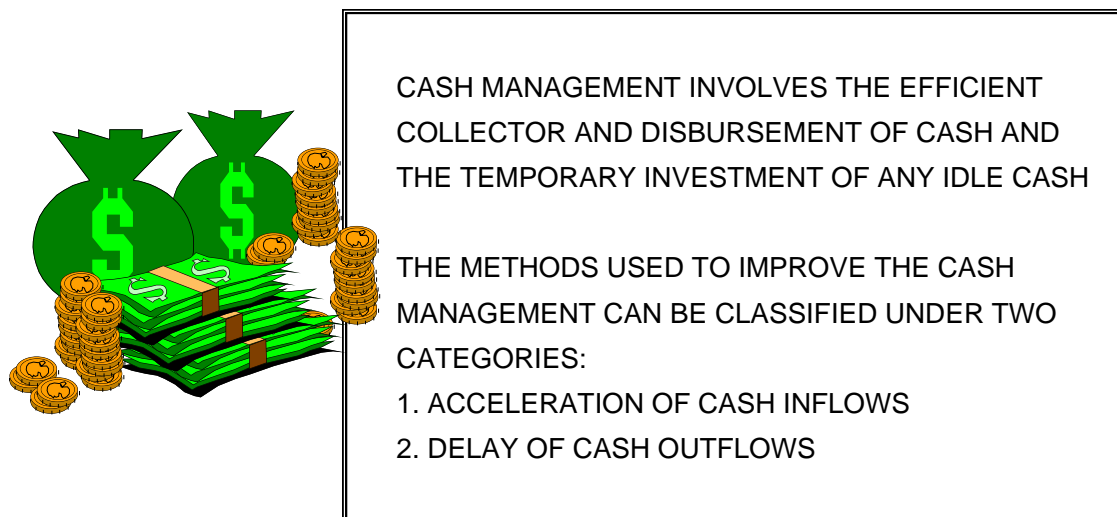 CASH MANAGEMENT INVOLVES THE EFFICIENT
COLLECTOR AND DISBURSEMENT OF CASH AND
THE TEMPORARY INVESTMENT OF ANY IDLE CASH
THE METHODS USED TO IMPROVE THE CASH
MANAGEMENT CAN BE CLASSIFIED UNDER TWO
CATEGORIES:
1. ACCELERATION OF CASH INFLOWS
2. DELAY OF CASH OUTFLOWS
$
$
$
$